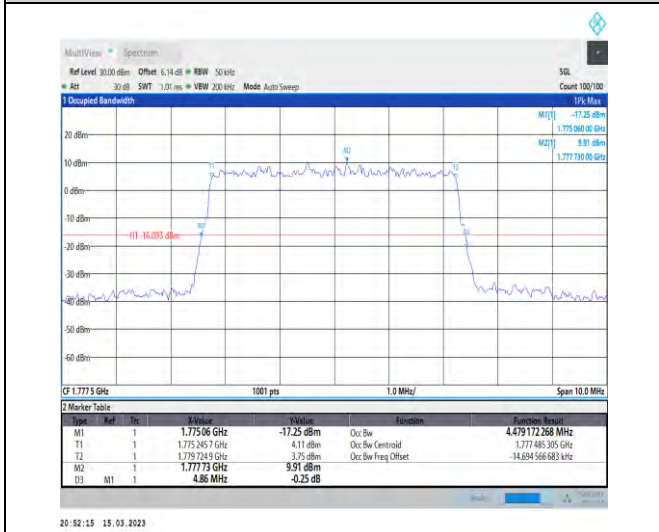 MultiView Spectrum
Ref Level 30.00 dBm Offset 6.14 dB RBW 50 kHz SGL
Att 30 dB SWT 1.01 ms VBW 200 kHz Mode Auto Sweep Count 100/100
1 Occupied Bandwidth 1Pk Max
M1[1] -17.25 dBm
1.775 060 00 GHz
M2[1] 9.91 dBm
1.777 730 00 GHz
20 dBm
M2
10 dBm
T1 T2
0 dBm
-10 dBm
H1 -16.093 dBm
-20 dBm
-30 dBm
-40 dBm
-50 dBm
-60 dBm
CF 1.777 5 GHz 1001 pts 1.0 MHz/ Span 10.0 MHz
2 Marker Table
Type Ref Trc X-Value Y-Value Function Function Result
M1 1 1.775 06 GHz -17.25 dBm Occ Bw 4.479 172 268 MHz
T1 1 1.775 245 7 GHz 4.11 dBm Occ Bw Centroid 1.777 485 305 GHz
T2 1 1.779 724 9 GHz 3.75 dBm Occ Bw Freq Offset -14.694 566 683 kHz
M2 1 1.777 73 GHz 9.91 dBm
D3 M1 1 4.86 MHz -0.25 dB
20:52:15 15.03.2023